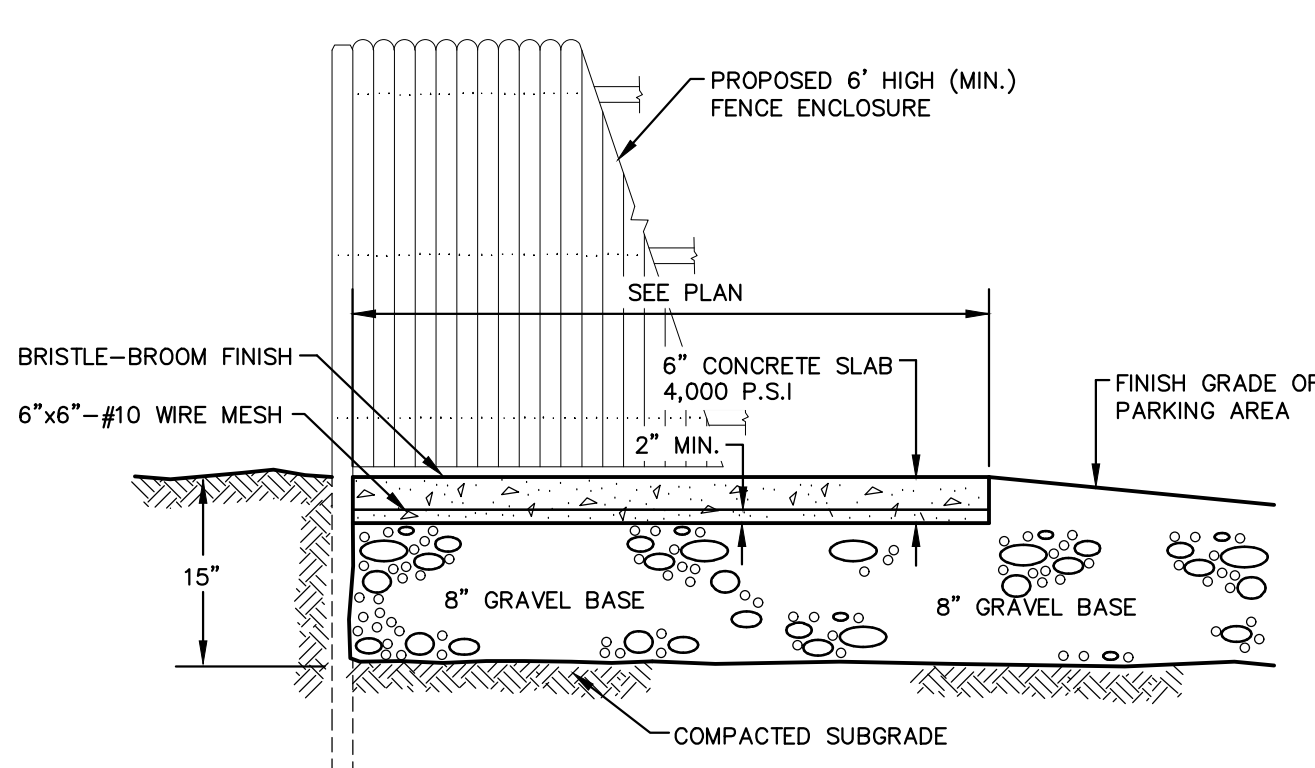 PROPOSED 6' HIGH (MIN.)
FENCE ENCLOSURE
SEE PLAN
BRISTLE-BROOM FINISH
6" CONCRETE SLAB
4,000 P.S.I
FINISH GRADE OF
PARKING AREA
6"x6"-#10 WIRE MESH
2" MIN.
15"
8" GRAVEL BASE
8" GRAVEL BASE
COMPACTED SUBGRADE